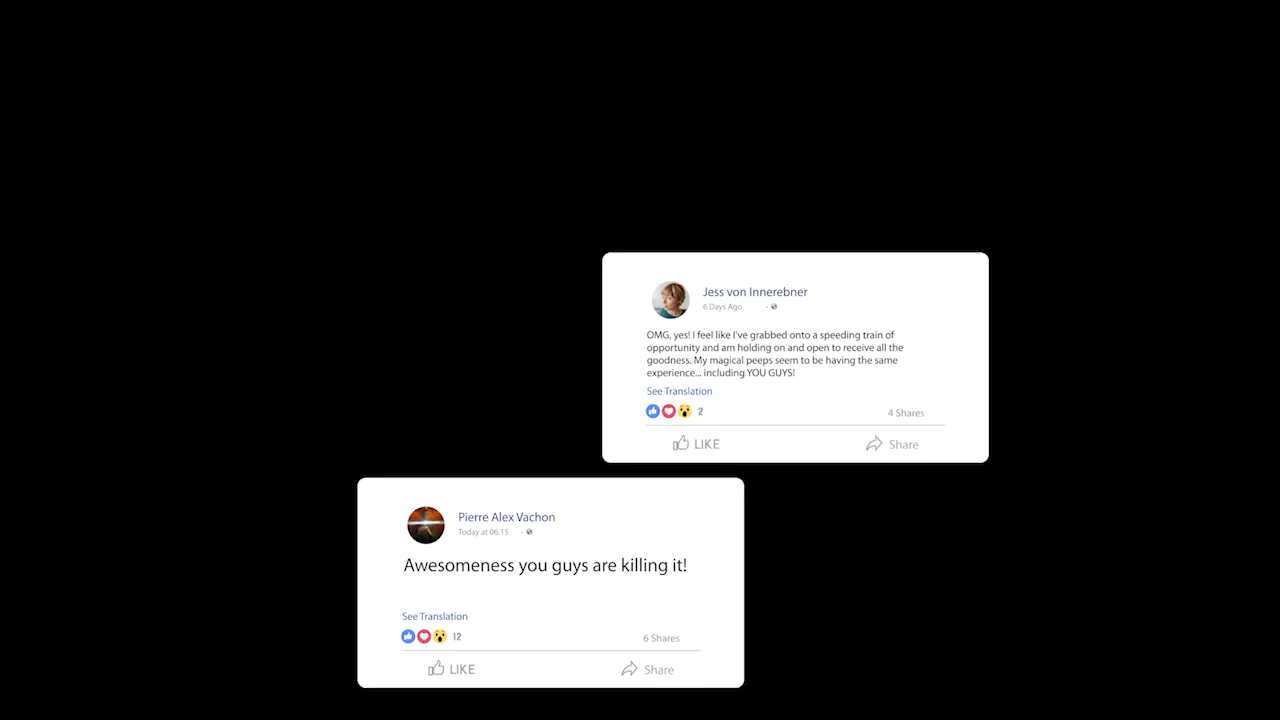 Jess von Innerebner
6 Days Ago
OMG, yes! I feel like I've grabbed onto a speeding train of
opportunity and am holding on and open to receive all the
goodness. My magical peeps seem to be having the same
experience... including YOU GUYS!
See Translation
2
4 Shares
LIKE
Share
Pierre Alex Vachon
Today at 06:15
Awesomeness you guys are killing it!
See Translation
12
6 Shares
LIKE
Share